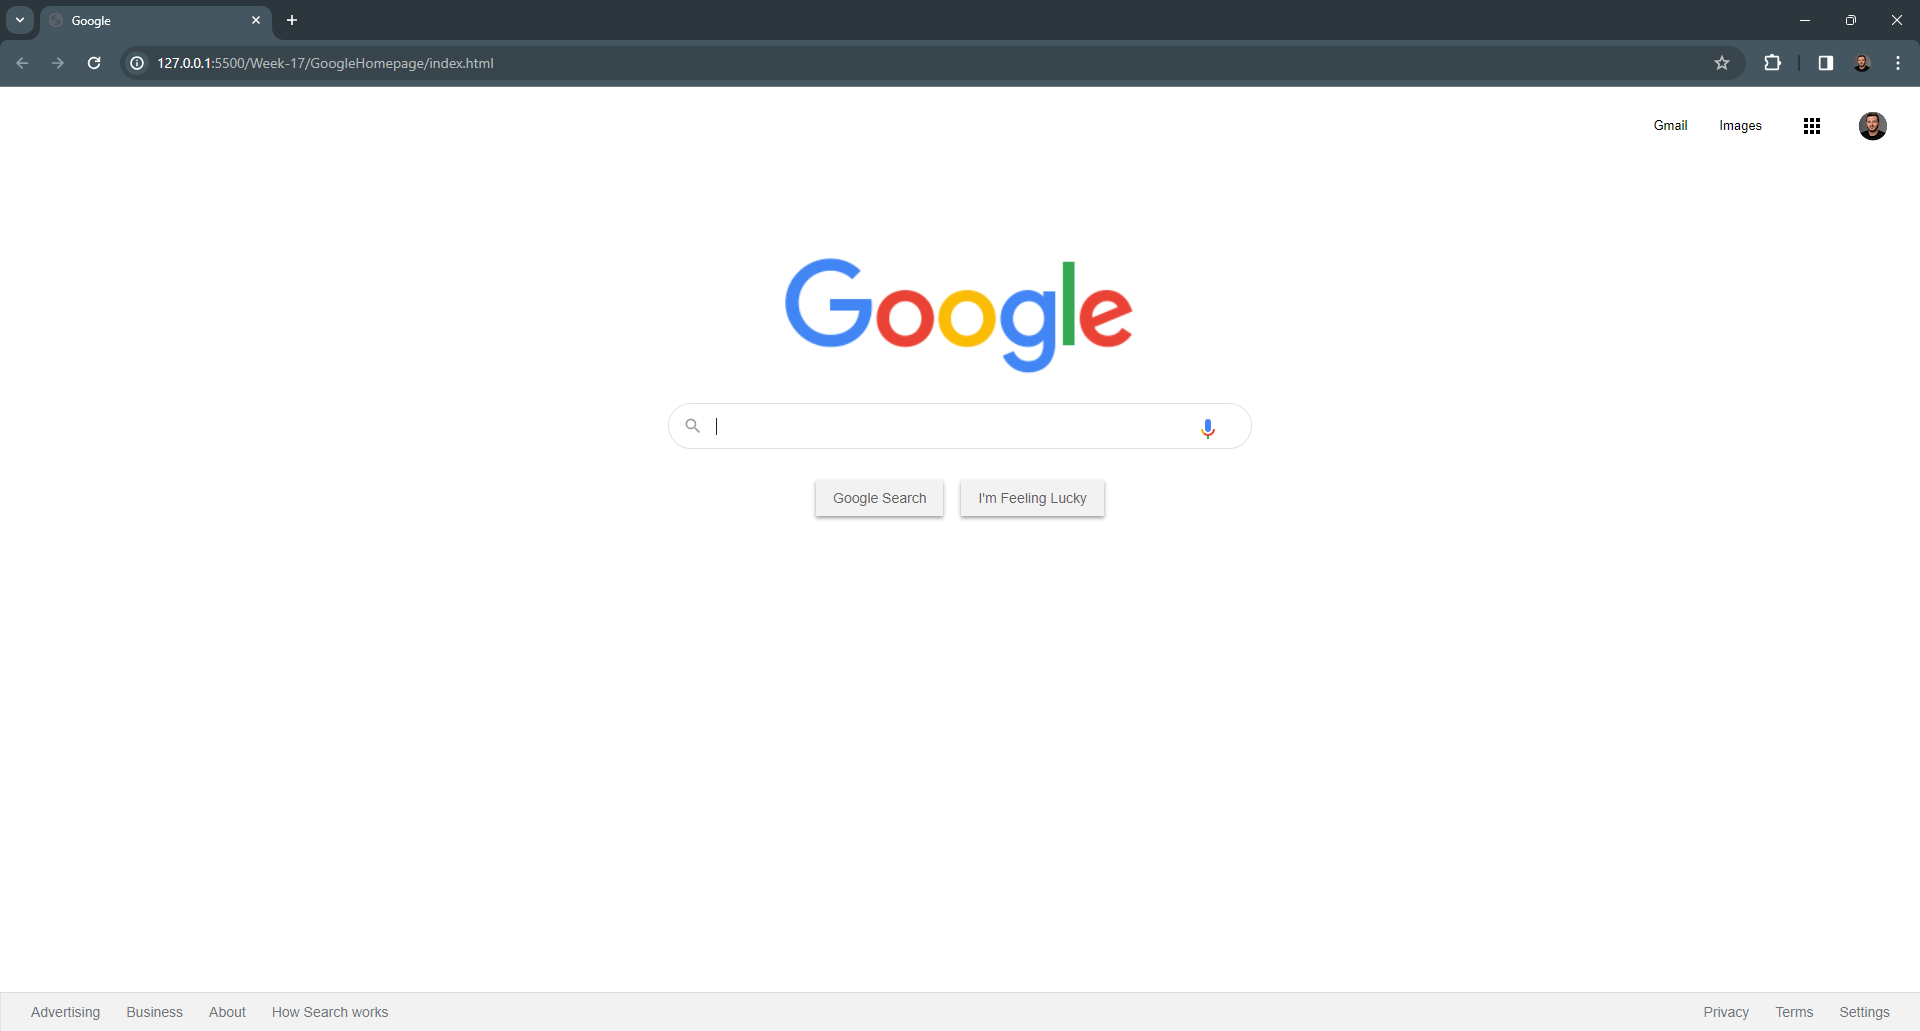 Google
127.0.0.1:5500/Week-17/GoogleHomepage/index.html
Gmail Images
Google
Google Search I'm Feeling Lucky
Advertising Business About How Search works Privacy Terms Settings